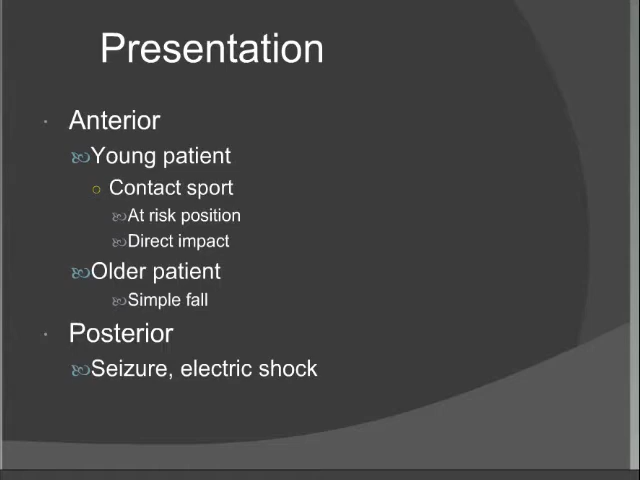 Presentation
Anterior
Young patient
Contact sport
At risk position
Direct impact
Older patient
Simple fall
Posterior
Seizure, electric shock